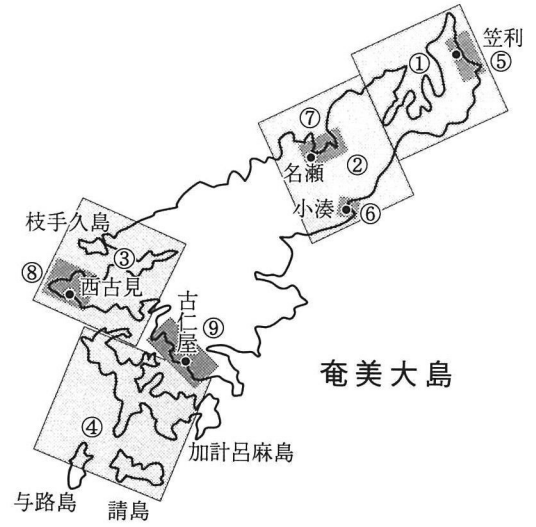 笠利
①
⑤
⑦
②
名瀬
小湊
⑥
枝手久島
③
⑧
西古見
古仁屋
⑨
奄美大島
④
加計呂麻島
与路島
請島